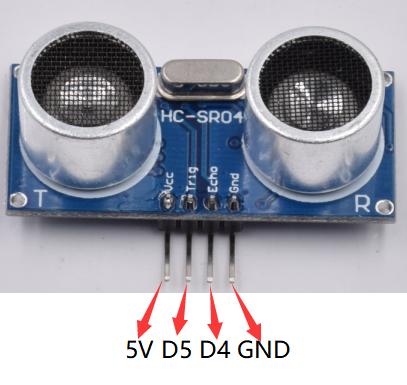 HC-SR04
T
Vcc
Trig
Echo
Gnd
R
5V D5 D4 GND